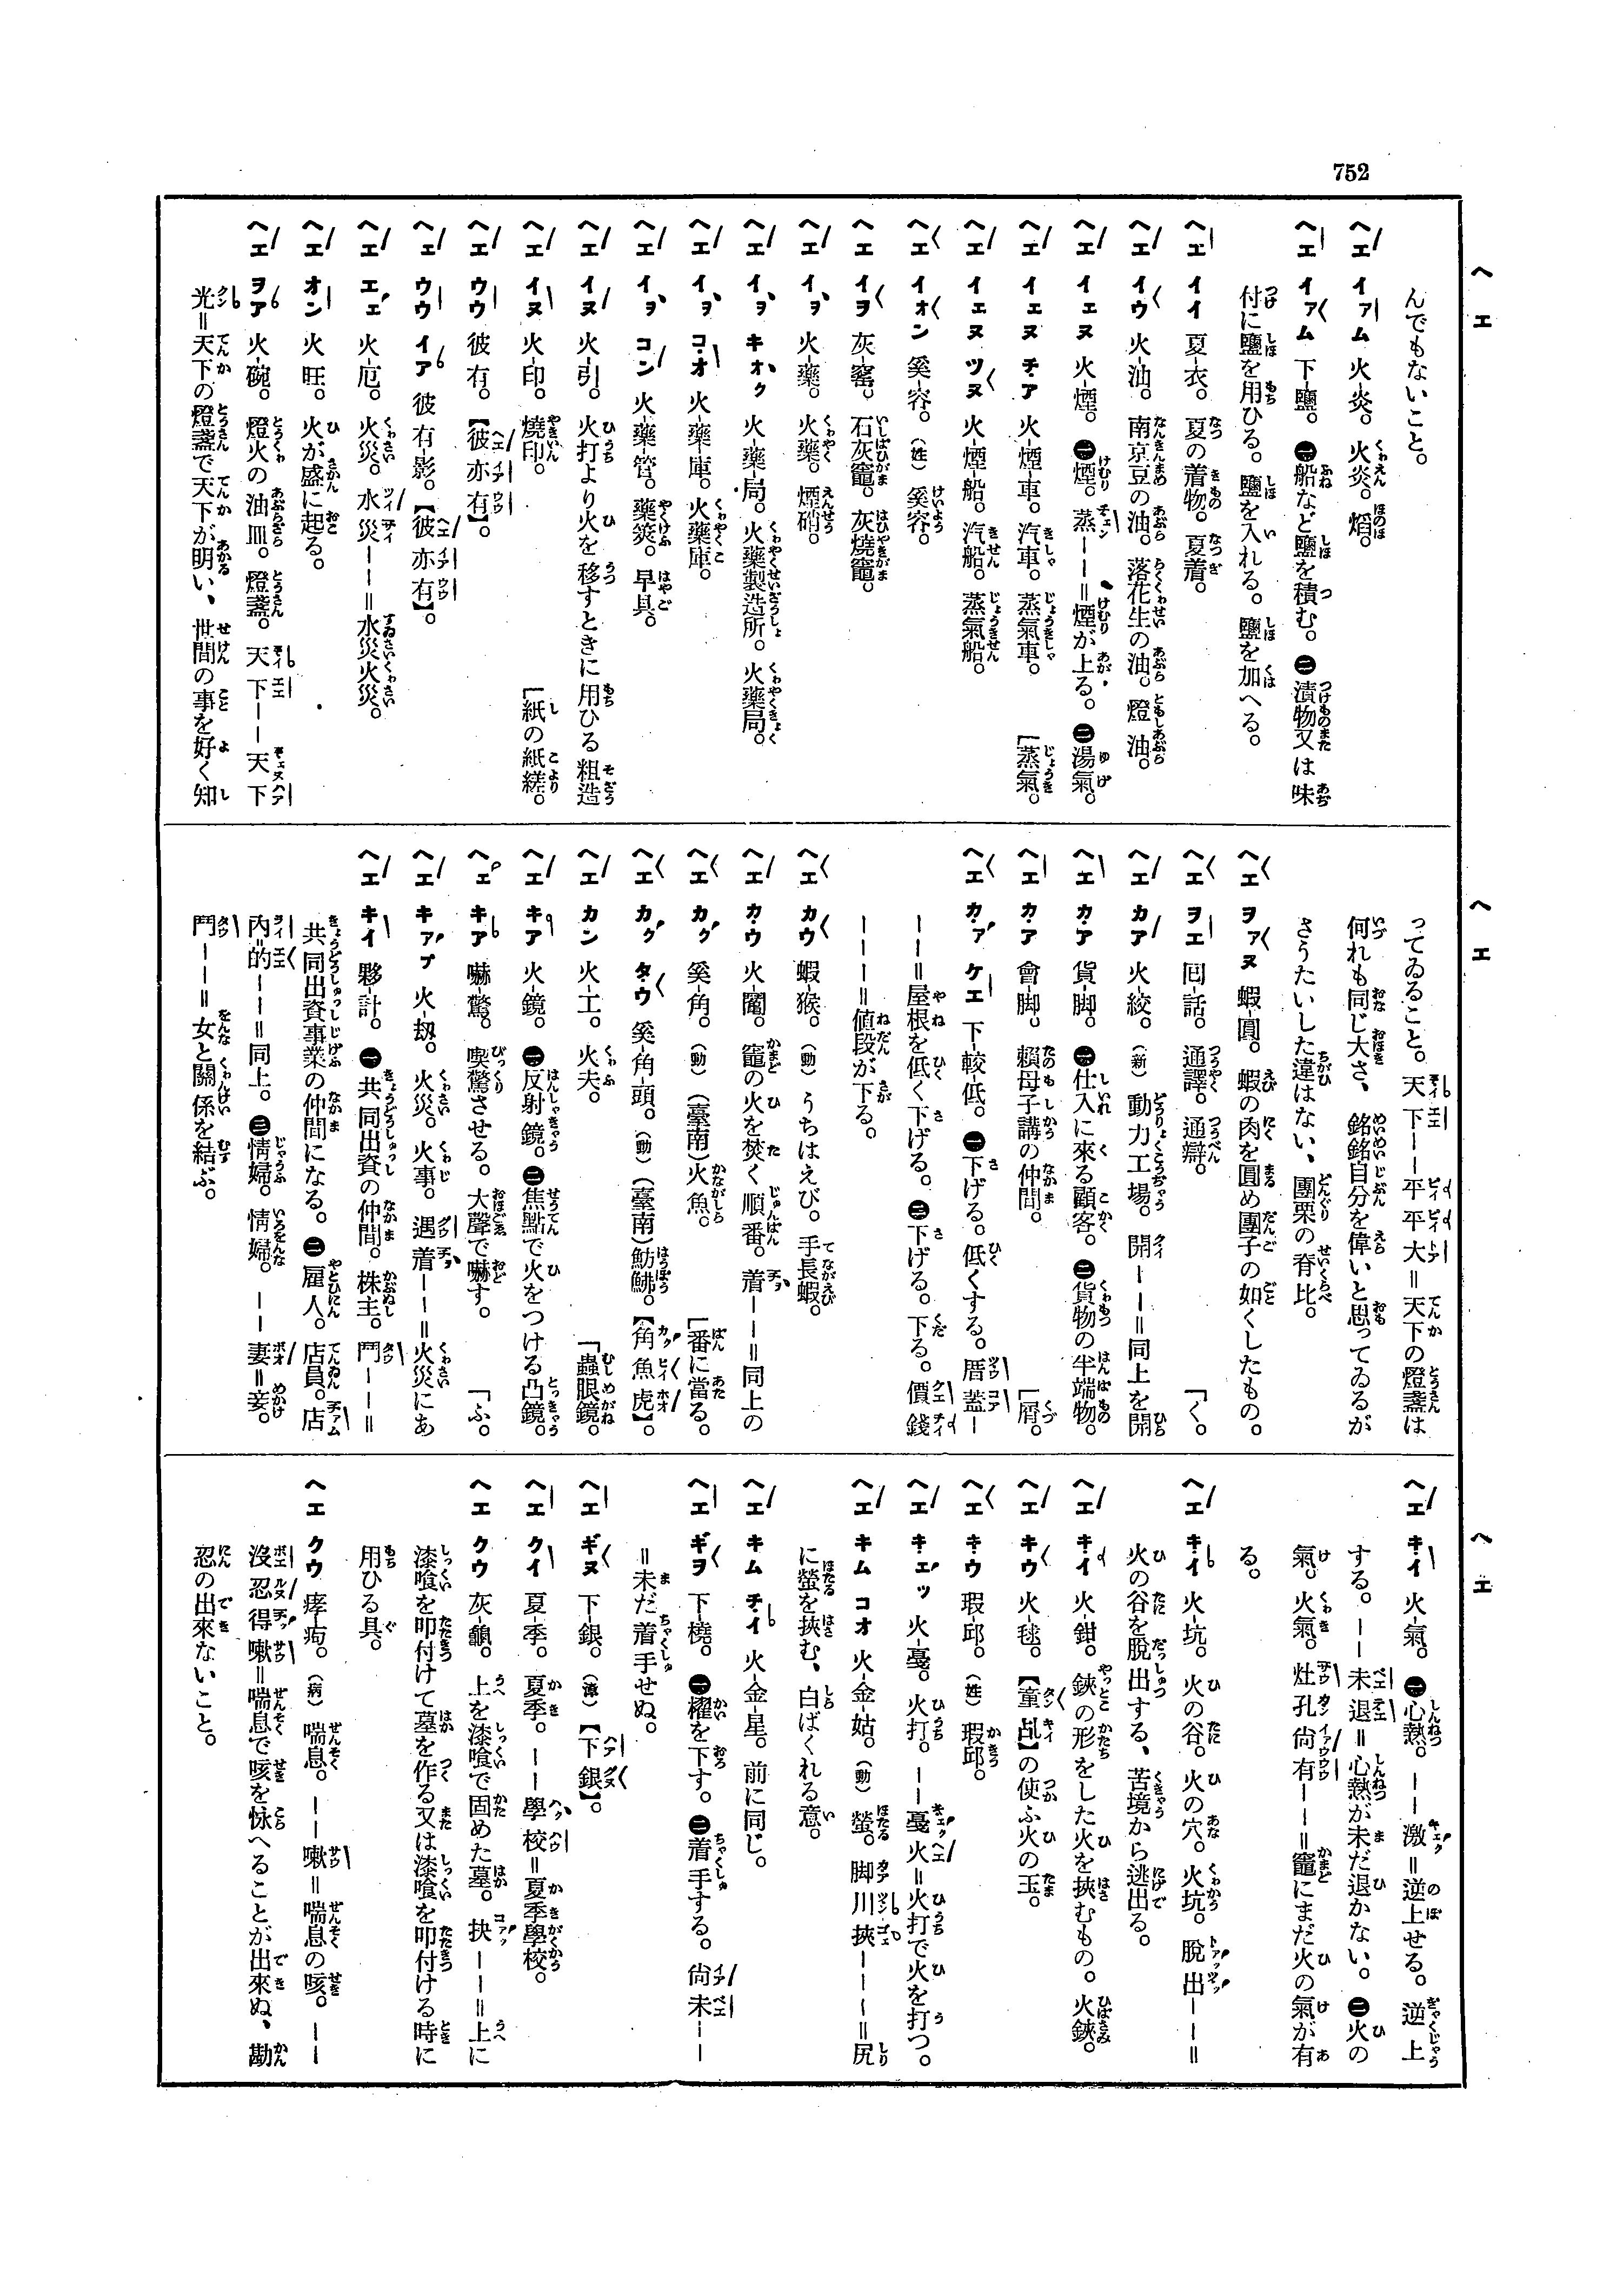 752
ヘエ
ヘエ
ヘエ
んでもないこと。
ヘエ イァム 火-炎。火炎。焰。
ヘエ イァム 下-鹽。㊀船など鹽を積む。㊁漬物又は味
付に鹽を用ひる。鹽を入れる。鹽を加へる。
ヘエ イイ 夏-衣。夏の着物。夏着。
ヘエ イウ 火-油。南京豆の油。落花生の油。燈油。
ヘエ イェヌ 火-煙。㊀煙。蒸——=煙が上る。㊁湯氣。
ヘエ イェヌ チ・ア 火-煙-車。汽車。蒸氣車。[蒸氣。
ヘエ イェヌ ツヌ 火-煙-船。汽船。蒸氣船。
ヘエ イオン 奚-容。(姓)奚容。
ヘエ イヲ 灰-窰。石灰竈。灰燒竈。
ヘエ イヲ 火-藥。火藥。煙硝。
ヘエ イヲ キオク 火-藥-局。火藥製造所。火藥局。
ヘエ イヲ コ・オ 火-藥-庫。火藥庫。
ヘエ イヲ コン 火-藥-管。藥筴。早具。
ヘエ イヌ 火-引。火打より火を移すときに用ひる粗造
ヘエ イヌ 火-印。燒印。[紙の紙縒。
ヘエ ウウ 彼有。【彼亦有】。
ヘエ ウウ イア 彼有影。【彼亦有】。
ヘエ エェ 火-厄。火災。水災——=水災火災。
ヘエ オン 火旺。火が盛に起る。
ヘエ ヲア 火-碗。燈火の油皿。燈盞。天下——天下
光=天下の燈盞で天下が明い、世間の事を好く知
ってゐること。天下——平平大=天下の燈盞は
何れも同じ大さ、銘銘自分を偉いと思ってゐるが
さうたいした違はない、團栗の脊比。
ヘエ ヲァヌ 蝦-圓。蝦の肉を圓め團子の如くしたもの。
ヘエ ヲエ 囘-話。通譯。通辯。[く。
ヘエ カア 火-絞。(新)動力工場。開——=同上を開
ヘエ カ・ア 貨-脚。㊀仕入に來る顧客。㊁貨物の半端物。
ヘエ カ・ア 會-脚。賴母子講の仲間。[屑。
ヘエ カ・ァ ケエ 下-較-低。㊀下げる。低くする。厝蓋—
——=屋根を低く下げる。㊁下げる。下る。價錢
———=値段が下る。
ヘエ カウ 蝦-猴。(動)うちはえび。手長蝦。
ヘエ カ・ウ 火-鬮。竈の火を焚く順番。着——=同上の
ヘエ カク 奚-角。(動)(臺南)火魚。[番に當る。
ヘエ カク タ・ウ 奚-角-頭。(動)(臺南)魴鮄。【角魚虎】。
ヘエ カン 火-工。火夫。[蟲眼鏡。
ヘエ キア 火-鏡。㊀反射鏡。㊁焦點で火をつける凸鏡。
ヘェ キア 嚇-驚。喫驚させる。大聲で嚇す。[ふ。
ヘエ キァプ 火-刼。火災。火事。遇着——=火災にあ
ヘエ キイ 夥-計。㊀共同出資の仲間。株主。鬥——=
共同出資事業の仲間になる。㊁雇人。店員。店
內=的——=同上。㊂情婦。情婦。——妻=妾。
鬥——=女と關係を結ぶ。
ヘエ キ・イ 火-氣。㊀心熱。——激=逆上せる。逆上
する。——未退=心熱が未だ退かない。㊁火の
氣。火氣。灶孔尙有——=竈にまだ火の氣が有
る。
ヘエ キ・イ 火-坑。火の谷。火の穴。火坑。脫出——=
火の谷を脫出する、苦境から逃出る。
ヘエ キ・イ 火-鉗。鋏の形をした火を挾むもの。火鋏。
ヘエ キウ 火-毬。【童乩】の使ふ火の玉。
ヘエ キ・ウ 瑕-邱。(姓)瑕邱。
ヘエ キ・エッ 火-戞。火打。——戞火=火打で火を打つ。
ヘエ キム コオ 火-金-姑。(動)螢。脚川挾———=尻
に螢を挾む、白ばくれる意。
ヘエ キム チ・イ 火-金-星。前に同じ。
ヘエ ギヲ 下-橈。㊀櫂を下す。㊁着手する。尙未——
=未だ着手せぬ。
ヘエ ギヌ 下-銀。(漳)【下銀】。
ヘエ クイ 夏-季。夏季。——學校=夏季學校。
ヘエ クウ 灰-龜。上を漆喰で固めた墓。抉——=上に
漆喰を叩付けて墓を作る又は漆喰を叩付ける時に
用ひる具。
ヘエ クウ 痚-疴。(病)喘息。——嗽=喘息の咳。——
沒忍得嗽=喘息で咳を怺へることが出來ぬ、勘
忍の出來ないこと。